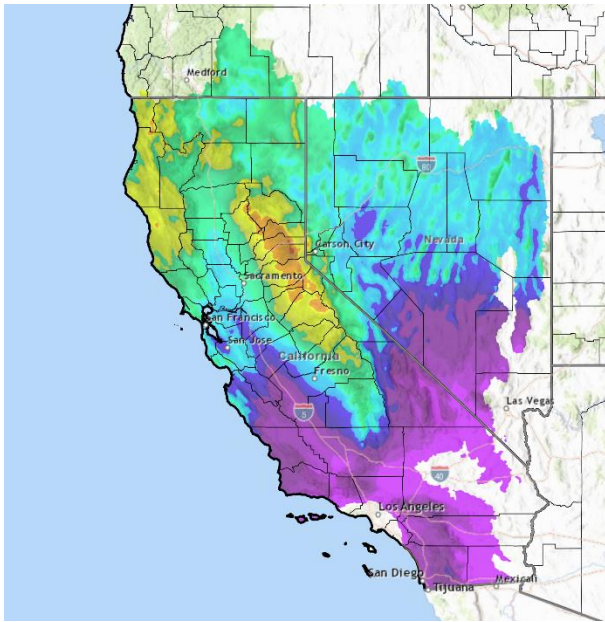 Medford
80
Carson City
Nevada
Sacramento
San Francisco
San Jose
California
Fresno
5
Las Vegas
40
Los Angeles
San Diego
Mexicali
Tijuana